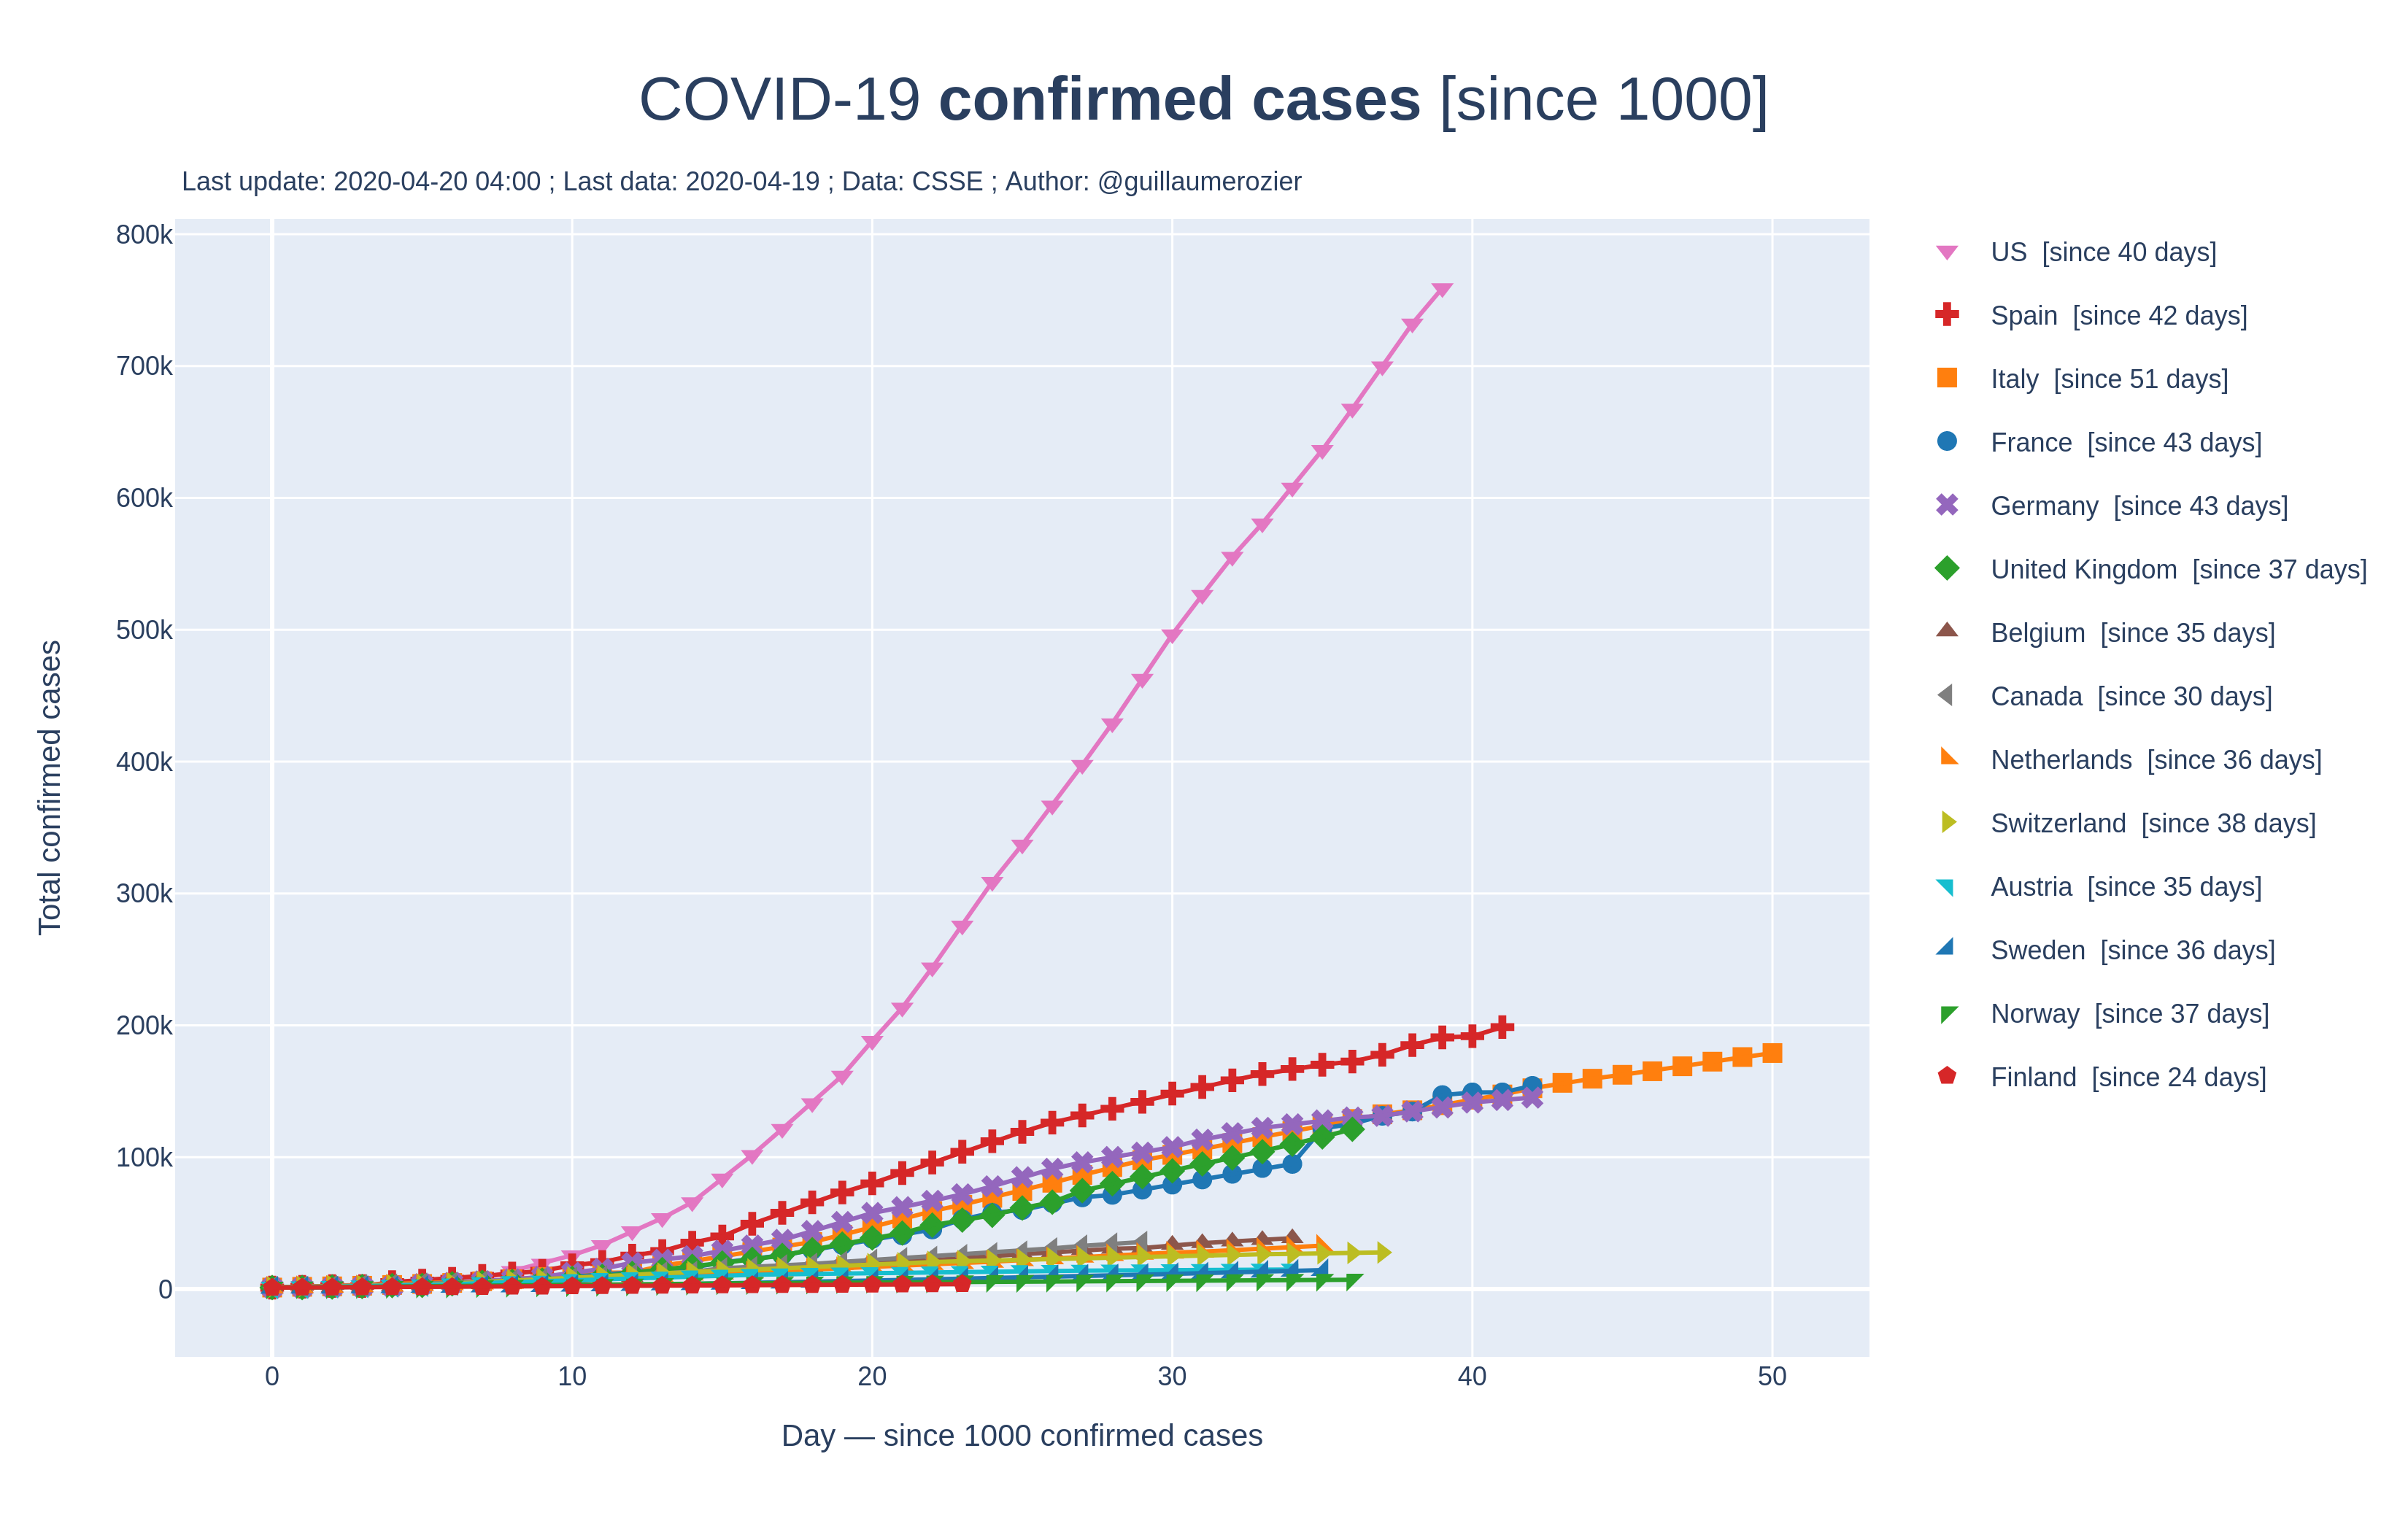 COVID-19 confirmed cases [since 1000]
Last update: 2020-04-20 04:00 ; Last data: 2020-04-19 ; Data: CSSE ; Author: @guillaumerozier
Total confirmed cases
800k
700k
600k
500k
400k
300k
200k
100k
0
0 10 20 30 40 50
Day — since 1000 confirmed cases
US [since 40 days]
Spain [since 42 days]
Italy [since 51 days]
France [since 43 days]
Germany [since 43 days]
United Kingdom [since 37 days]
Belgium [since 35 days]
Canada [since 30 days]
Netherlands [since 36 days]
Switzerland [since 38 days]
Austria [since 35 days]
Sweden [since 36 days]
Norway [since 37 days]
Finland [since 24 days]